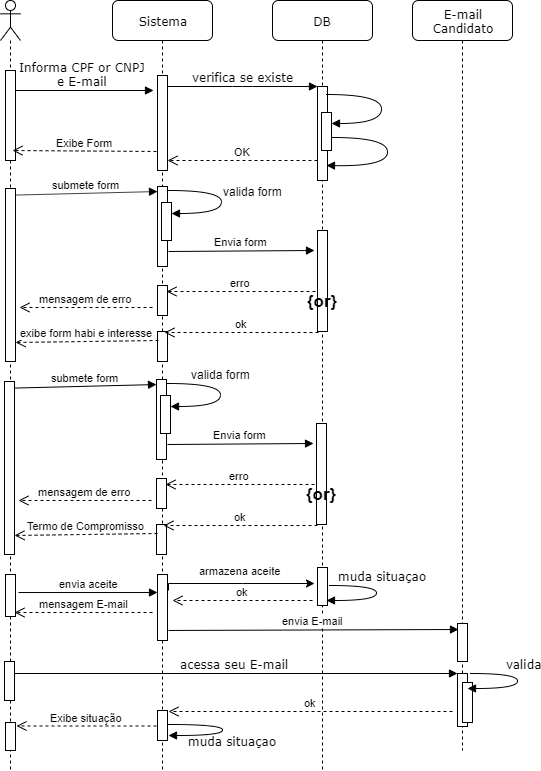 Sistema
DB
E-mail
Candidato
Informa CPF or CNPJ
e E-mail
verifica se existe
Exibe Form
OK
submete form
valida form
Envia form
erro
{or}
mensagem de erro
ok
exibe form habi e interesse
submete form
valida form
Envia form
erro
{or}
mensagem de erro
ok
Termo de Compromisso
armazena aceite
muda situaçao
envia aceite
ok
mensagem E-mail
envia E-mail
acessa seu E-mail
valida
ok
Exibe situação
muda situaçao